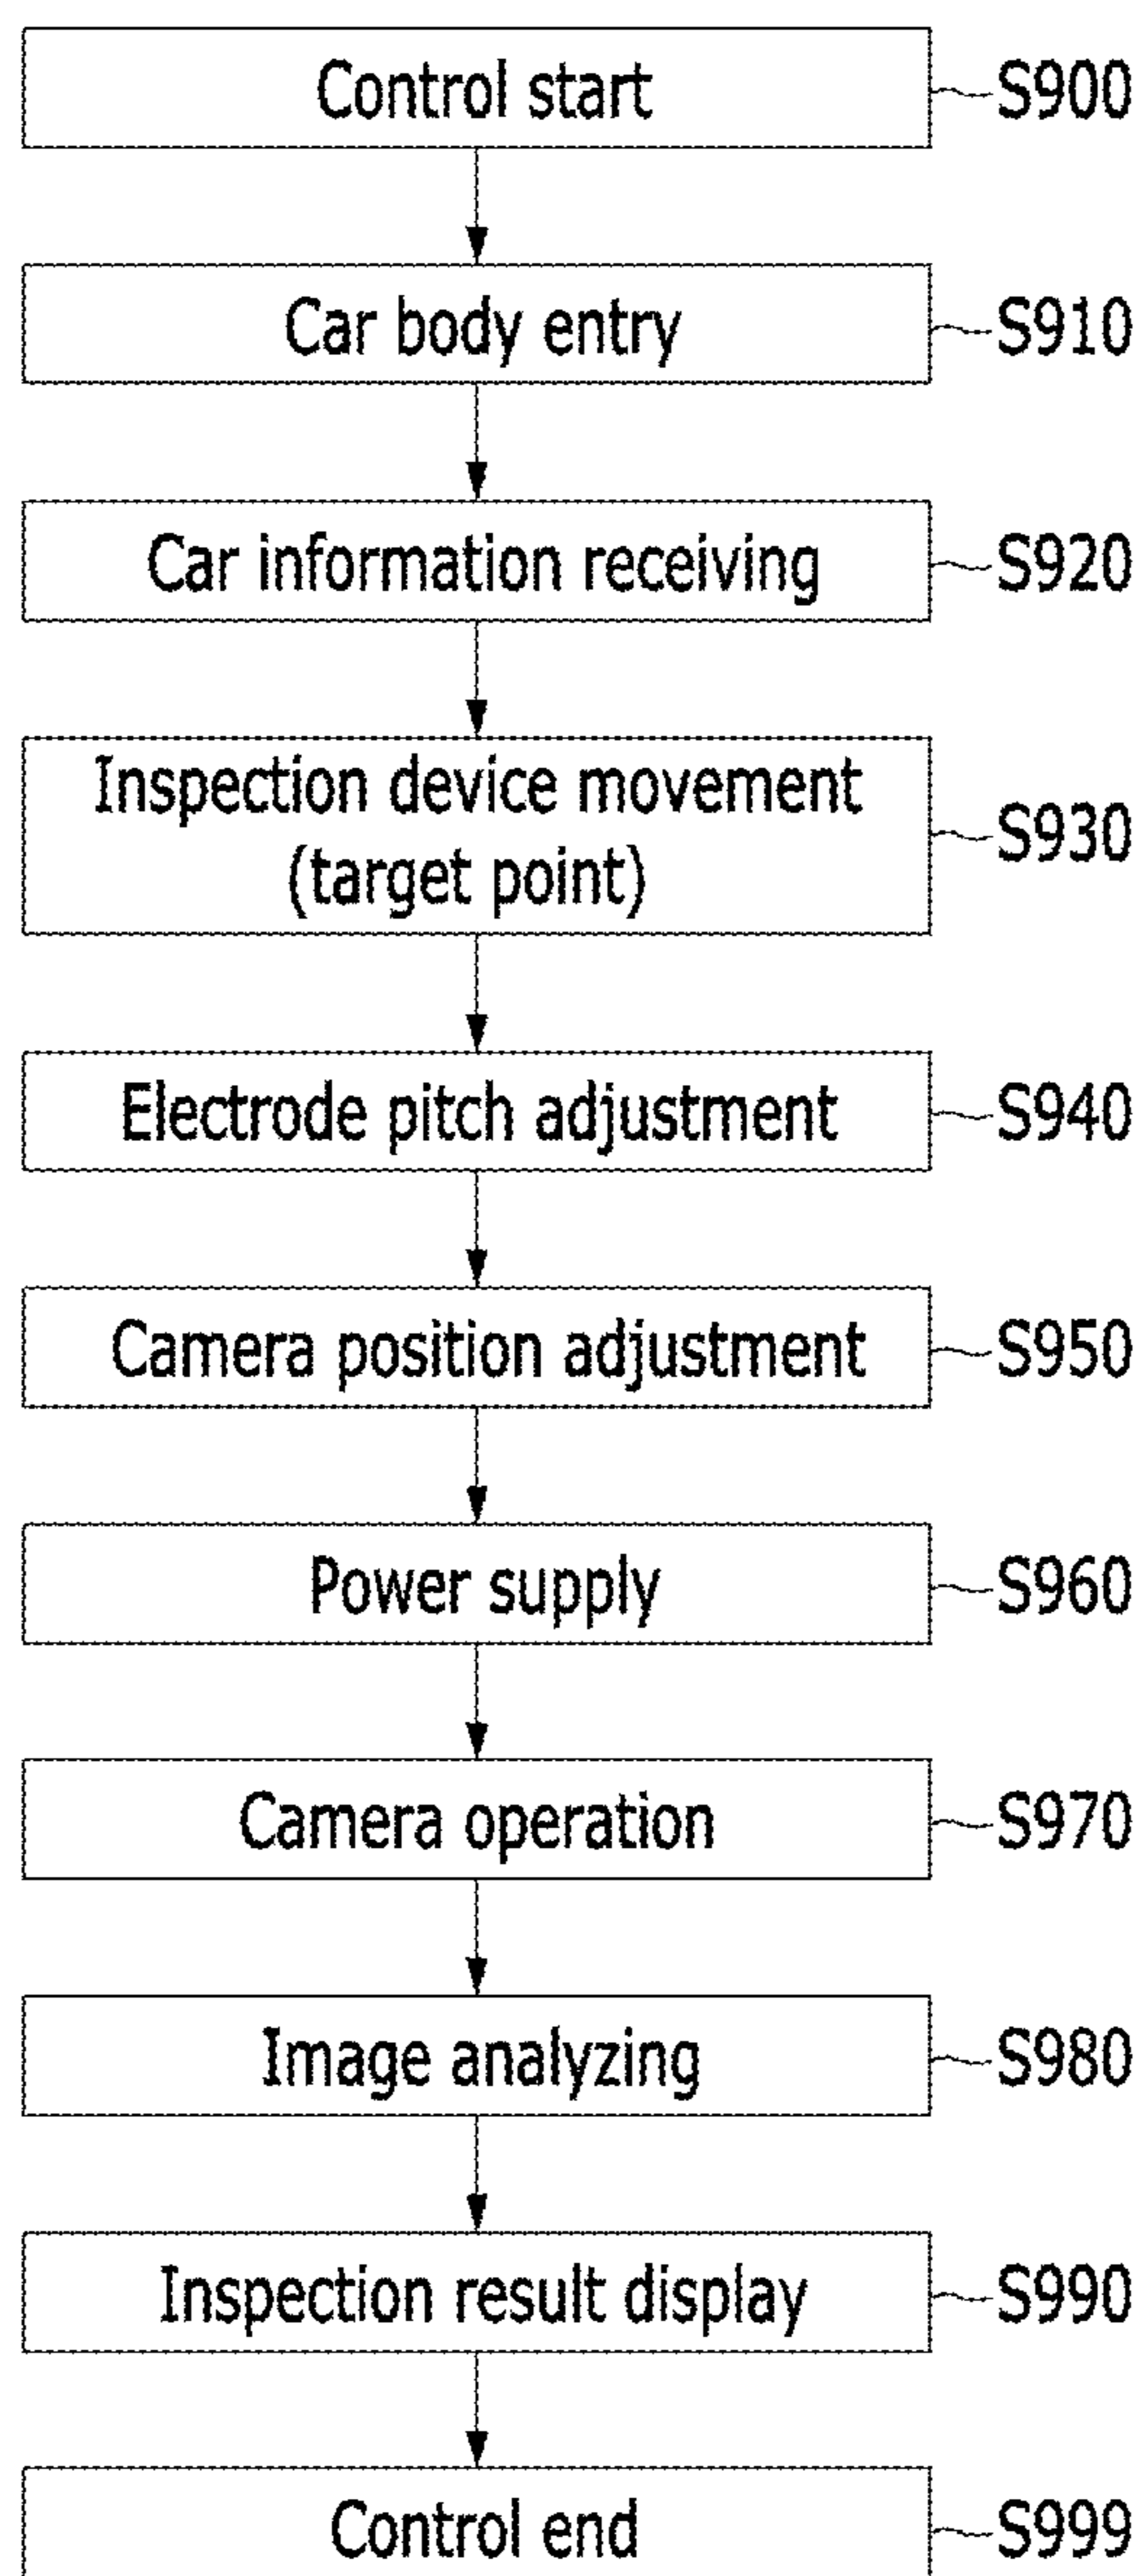 Control start S900
Car body entry S910
Car information receiving S920
Inspection device movement
(target point) S930
Electrode pitch adjustment S940
Camera position adjustment S950
Power supply S960
Camera operation S970
Image analyzing S980
Inspection result display S990
Control end S999